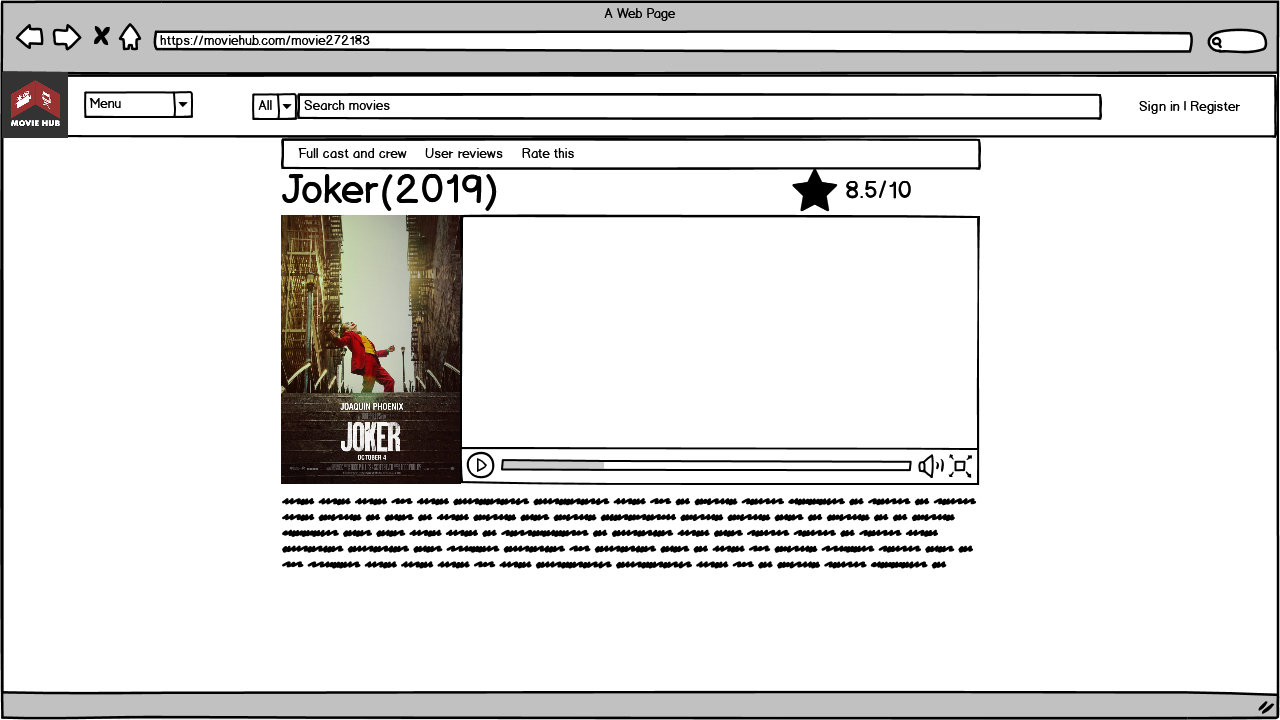 A Web Page
https://moviehub.com/movie272183
MOVIE HUB
Menu
All
Search movies
Sign in | Register
Full cast and crew
User reviews
Rate this
Joker(2019)
8.5/10
JOAQUIN PHOENIX
JOKER
OCTOBER 4